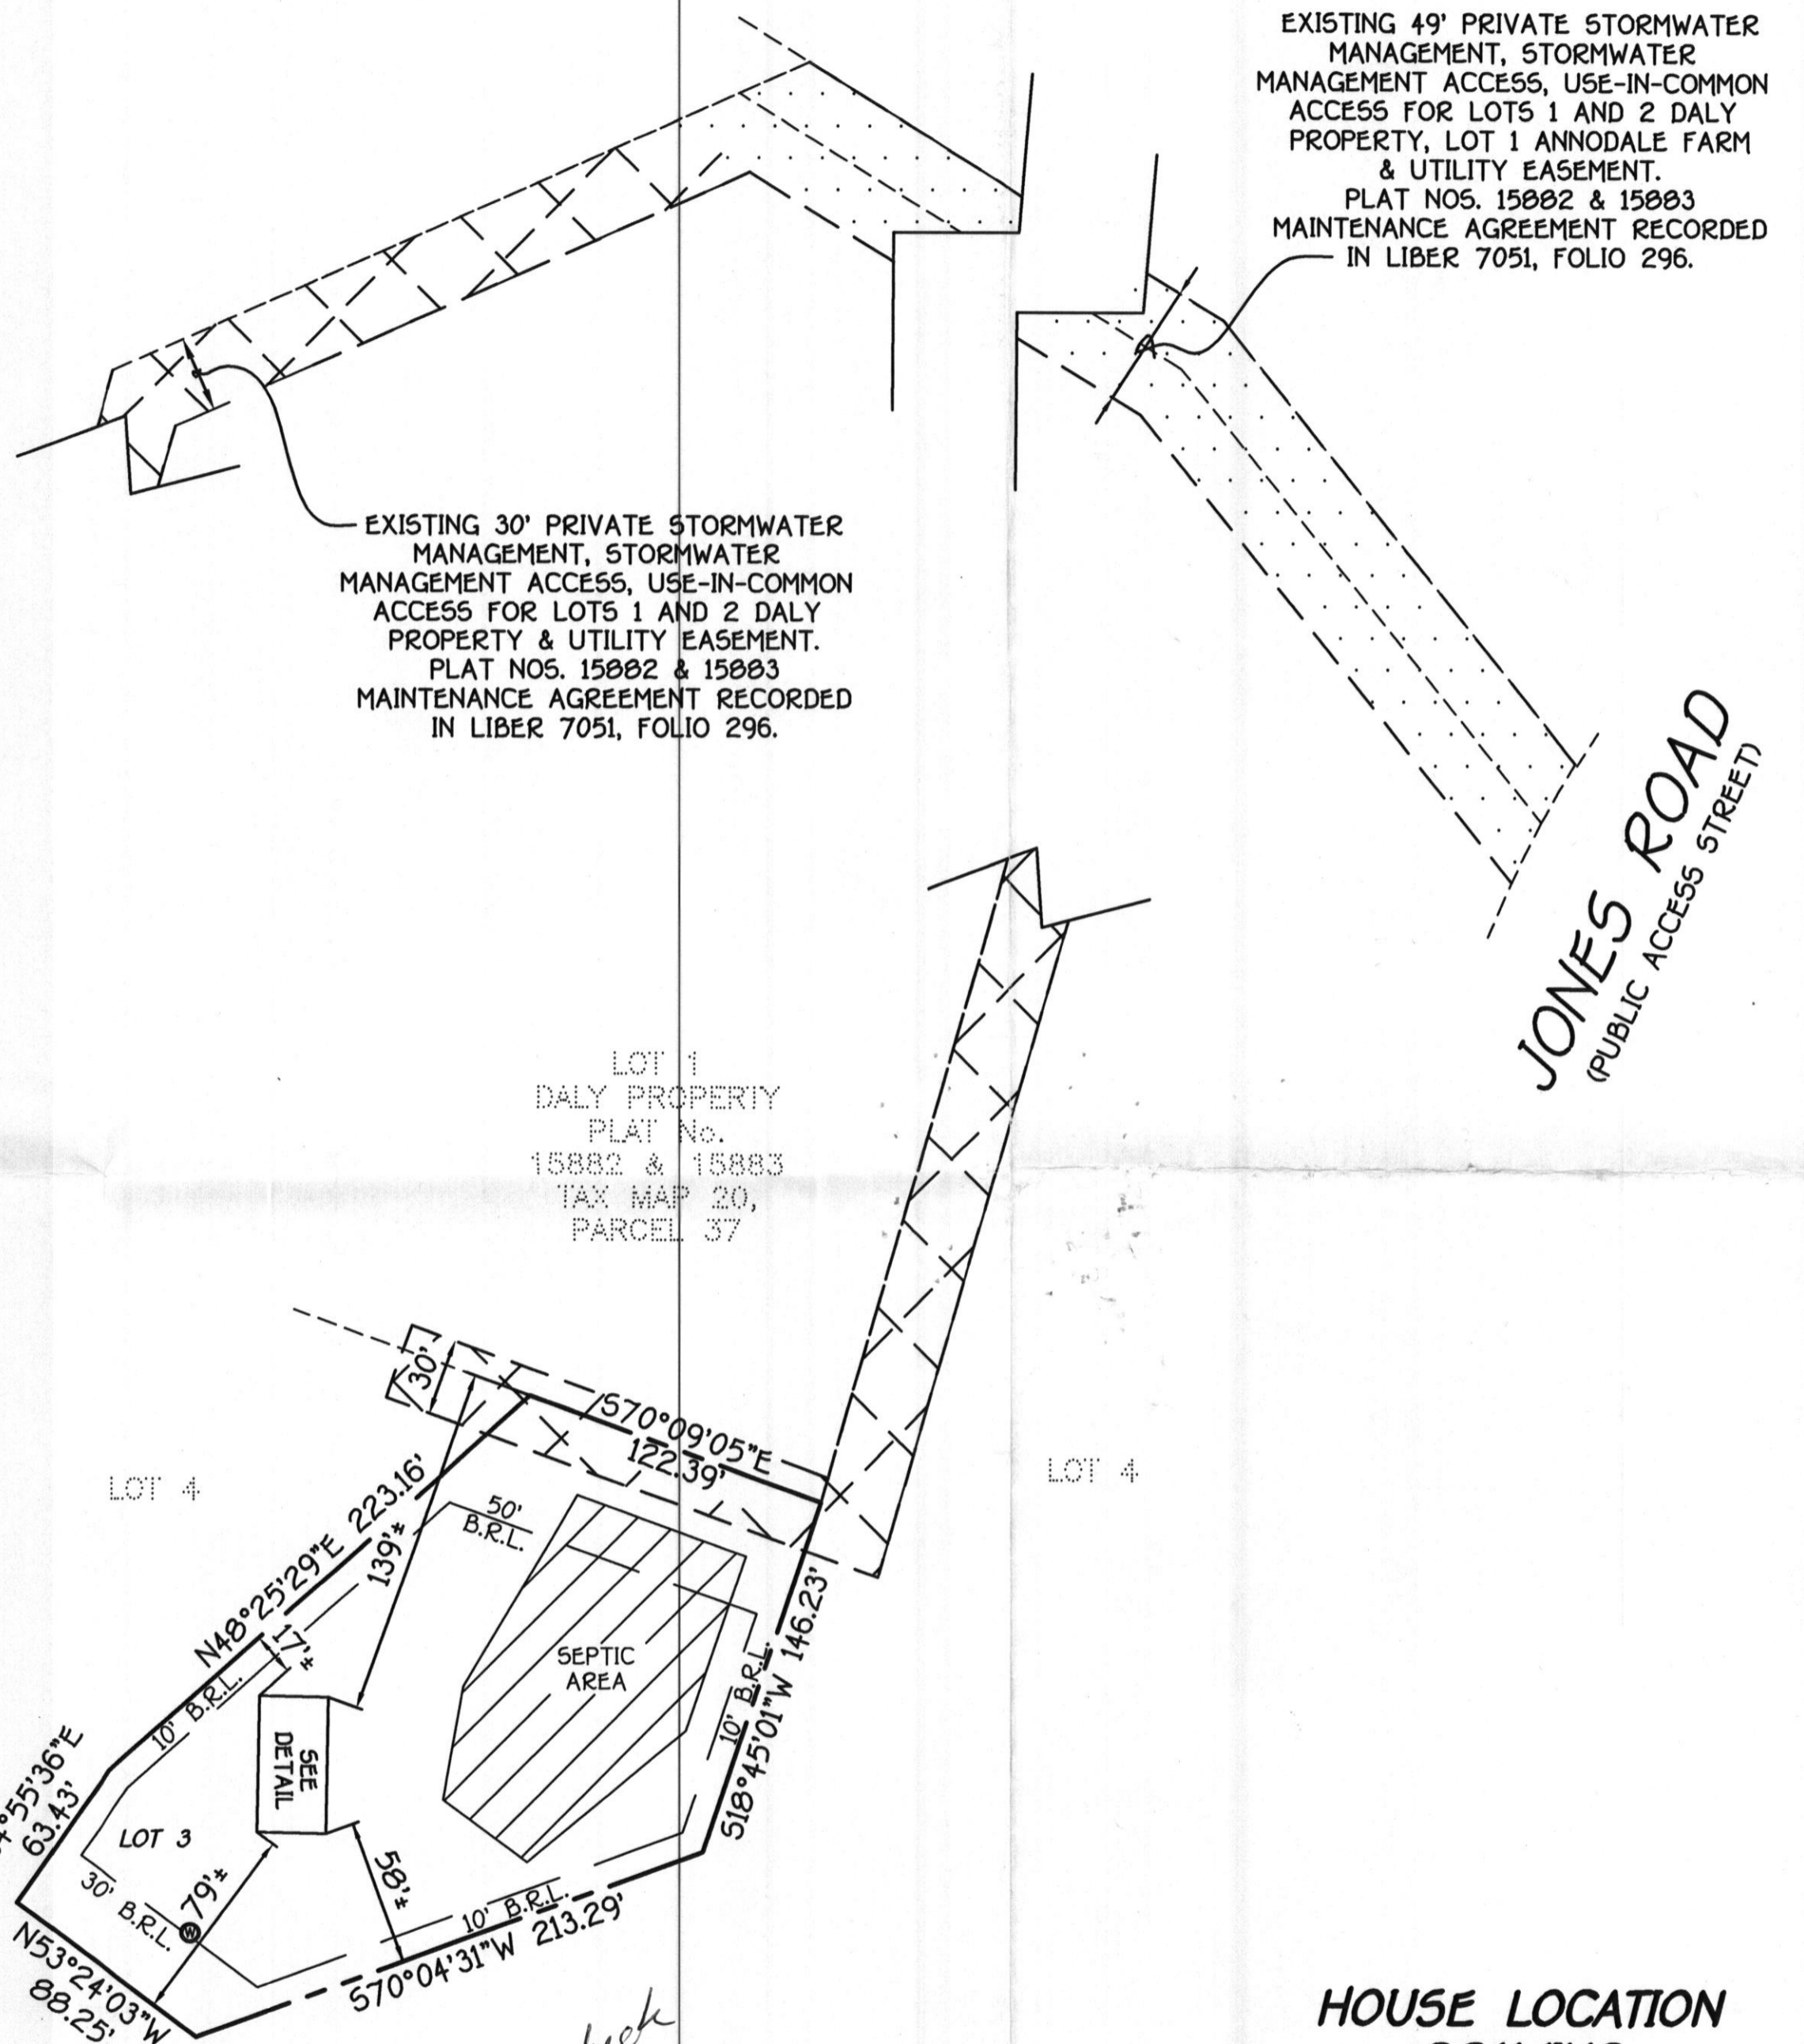 EXISTING 49' PRIVATE STORMWATER
MANAGEMENT, STORMWATER
MANAGEMENT ACCESS, USE-IN-COMMON
ACCESS FOR LOTS 1 AND 2 DALY
PROPERTY, LOT 1 ANNODALE FARM
& UTILITY EASEMENT.
PLAT NOS. 15882 & 15883
MAINTENANCE AGREEMENT RECORDED
IN LIBER 7051, FOLIO 296.
EXISTING 30' PRIVATE STORMWATER
MANAGEMENT, STORMWATER
MANAGEMENT ACCESS, USE-IN-COMMON
ACCESS FOR LOTS 1 AND 2 DALY
PROPERTY & UTILITY EASEMENT.
PLAT NOS. 15882 & 15883
MAINTENANCE AGREEMENT RECORDED
IN LIBER 7051, FOLIO 296.
JONES ROAD
(PUBLIC ACCESS STREET)
LOT 1
DALY PROPERTY
PLAT No.
15882 & 15883
TAX MAP 20,
PARCEL 37
30'
S70°09'05"E
122.39'
LOT 4
LOT 4
N48°25'29"E 223.16'
139'±
50'
B.R.L.
17'±
10' B.R.L.
SEPTIC
AREA
10' B.R.L.
S18°45'01"W 146.23'
SEE
DETAIL
°55'36"E
63.43'
LOT 3
30'
B.R.L.
W
79'±
58'±
10' B.R.L.
S70°04'31"W 213.29'
N53°24'03"W
88.25'
HOUSE LOCATION